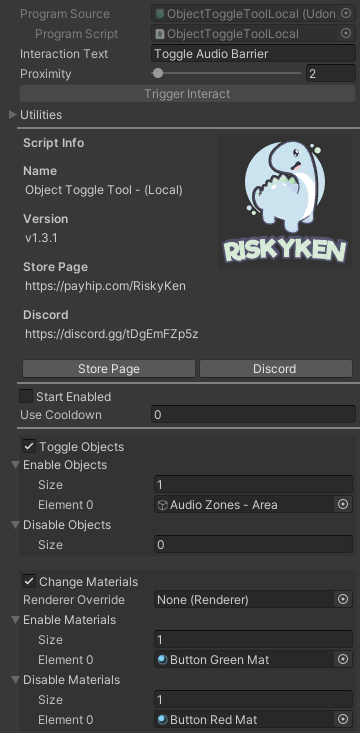 Program Source ObjectToggleToolLocal (Udon
Program Script ObjectToggleToolLocal
Interaction Text Toggle Audio Barrier
Proximity 2
Trigger Interact
Utilities
Script Info
Name
Object Toggle Tool - (Local)
Version
v1.3.1
Store Page
https://payhip.com/RiskyKen
Discord
https://discord.gg/tDgEmFZp5z
RISKYKEN
Store Page Discord
Start Enabled
Use Cooldown 0
Toggle Objects
Enable Objects
Size 1
Element 0 Audio Zones - Area
Disable Objects
Size 0
Change Materials
Renderer Override None (Renderer)
Enable Materials
Size 1
Element 0 Button Green Mat
Disable Materials
Size 1
Element 0 Button Red Mat